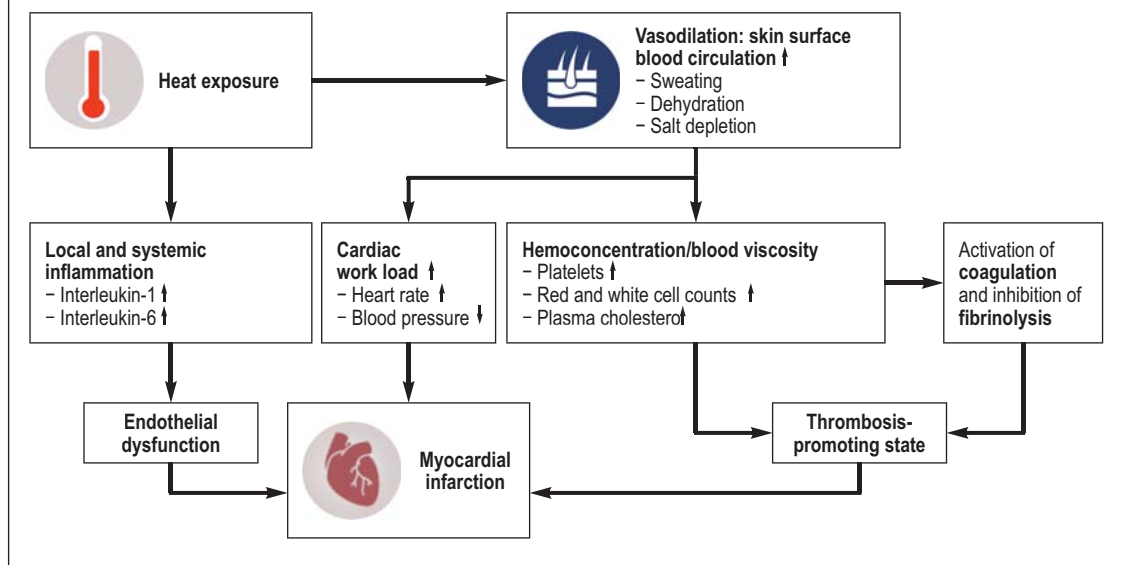 Heat exposure
Vasodilation: skin surface
blood circulation ↑
– Sweating
– Dehydration
– Salt depletion
Local and systemic
inflammation
– Interleukin-1 ↑
– Interleukin-6 ↑
Cardiac
work load ↑
– Heart rate ↑
– Blood pressure ↓
Hemoconcentration/blood viscosity
– Platelets ↑
– Red and white cell counts ↑
– Plasma cholestero↑
Activation of
coagulation
and inhibition of
fibrinolysis
Endothelial
dysfunction
Myocardial
infarction
Thrombosis-
promoting state